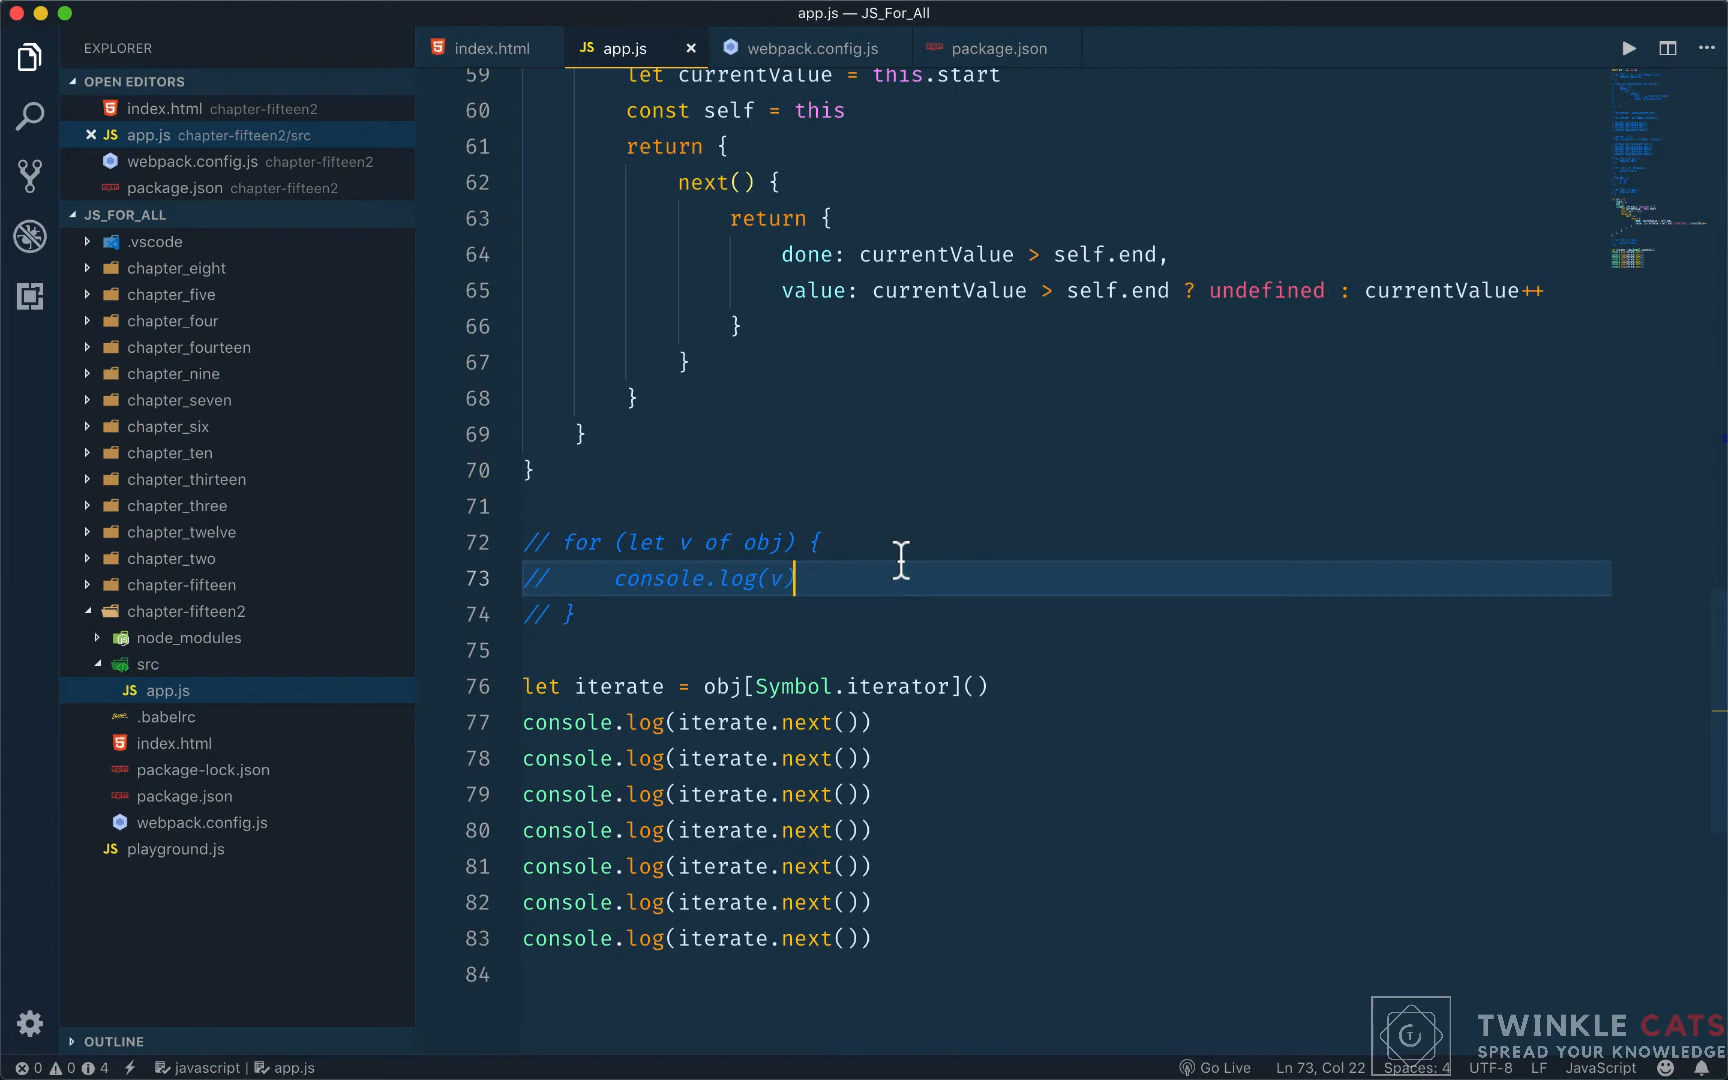 app.js — JS_For_All
EXPLORER
OPEN EDITORS
index.html chapter-fifteen2
JS app.js chapter-fifteen2/src
webpack.config.js chapter-fifteen2
package.json chapter-fifteen2
JS_FOR_ALL
.vscode
chapter_eight
chapter_five
chapter_four
chapter_fourteen
chapter_nine
chapter_seven
chapter_six
chapter_ten
chapter_thirteen
chapter_three
chapter_twelve
chapter_two
chapter-fifteen
chapter-fifteen2
node_modules
src
JS app.js
.babelrc
index.html
package-lock.json
package.json
webpack.config.js
JS playground.js
OUTLINE
index.html JS app.js webpack.config.js package.json
59 let currentValue = this.start
60 const self = this
61 return {
62 next() {
63 return {
64 done: currentValue > self.end,
65 value: currentValue > self.end ? undefined : currentValue++
66 }
67 }
68 }
69 }
70 }
71
72 // for (let v of obj) {
73 // console.log(v)
74 // }
75
76 let iterate = obj[Symbol.iterator]()
77 console.log(iterate.next())
78 console.log(iterate.next())
79 console.log(iterate.next())
80 console.log(iterate.next())
81 console.log(iterate.next())
82 console.log(iterate.next())
83 console.log(iterate.next())
84
TWINKLE CATS
SPREAD YOUR KNOWLEDGE
0 0 4 javascript | app.js Go Live Ln 73, Col 22 Spaces: 4 UTF-8 LF JavaScript